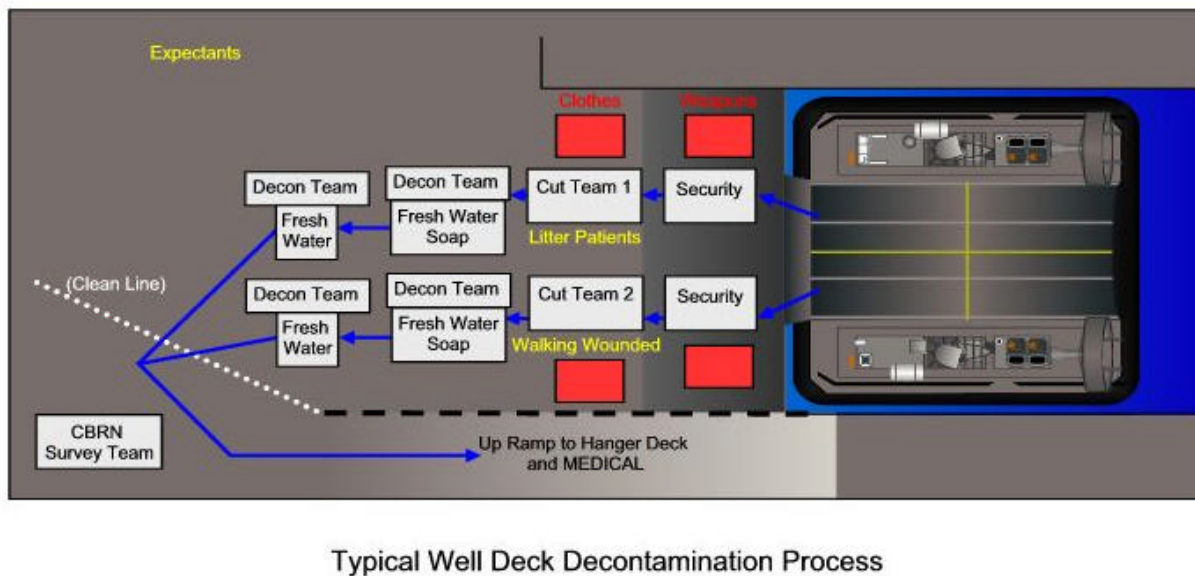 Expectants
Clothes
Weapons
Decon Team
Fresh
Water
Decon Team
Fresh Water
Soap
Cut Team 1
Security
Litter Patients
(Clean Line)
Decon Team
Fresh
Water
Decon Team
Fresh Water
Soap
Cut Team 2
Security
Walking Wounded
CBRN
Survey Team
Up Ramp to Hanger Deck
and MEDICAL
Typical Well Deck Decontamination Process